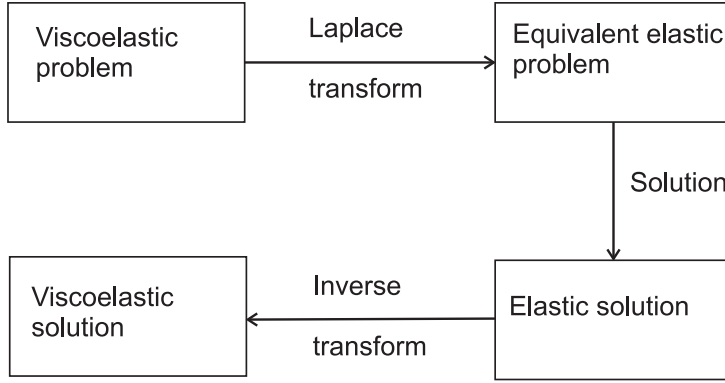 Viscoelastic
problem
Laplace
transform
Equivalent elastic
problem
Solution
Elastic solution
Inverse
transform
Viscoelastic
solution